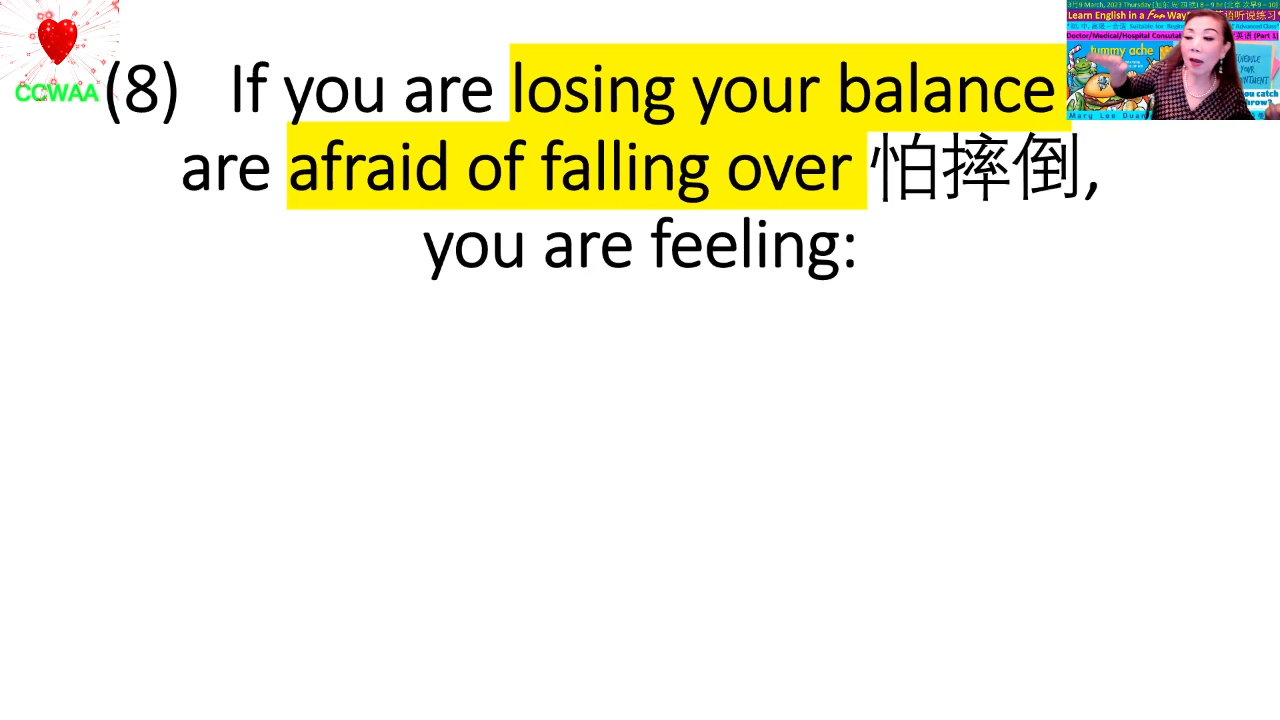 CCWAA
(8) If you are losing your balance
are afraid of falling over 怕摔倒,
you are feeling:
Learn English in a Fun Way
tummy ache
Mary Lee Duan